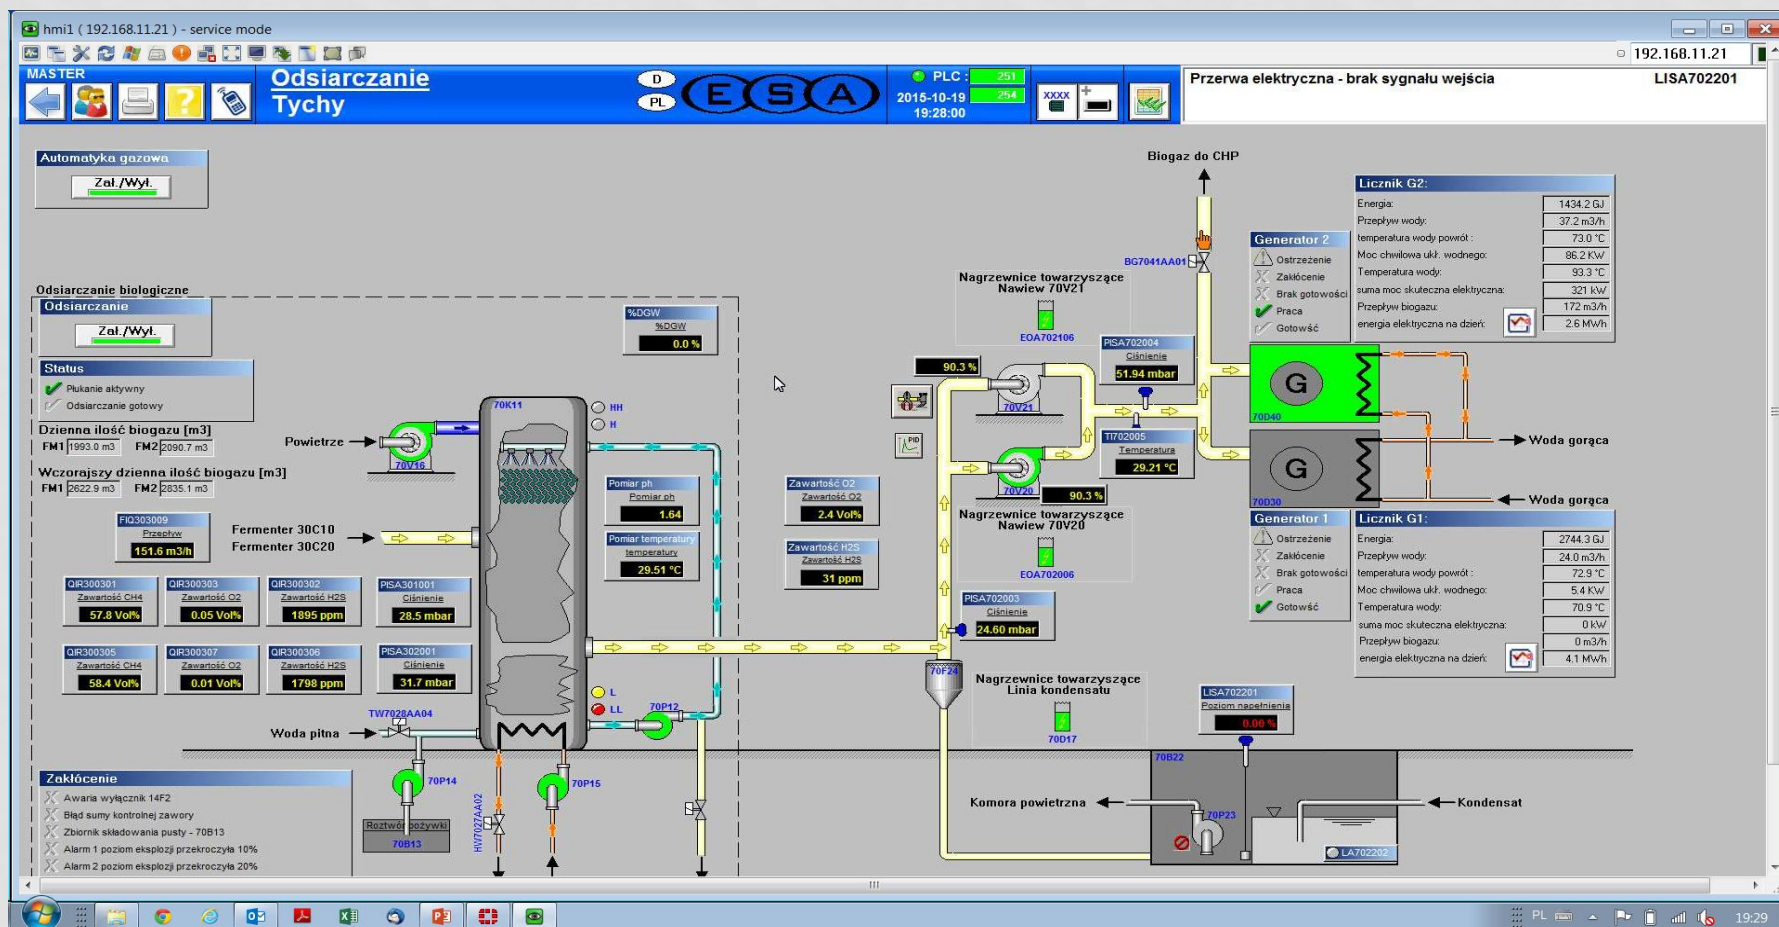 hmi1 ( 192.168.11.21 ) - service mode
192.168.11.21
MASTER
Odsiarczanie
Tychy
D
PL
ESA
PLC : 251
254
2015-10-19
19:28:00
XXXX
Przerwa elektryczna - brak sygnału wejścia
LISA702201
Automatyka gazowa
Zał./Wył.
Odsiarczanie biologiczne
Odsiarczanie
Zał./Wył.
Status
Płukanie aktywny
Odsiarczanie gotowy
Dzienna ilość biogazu [m3]
FM1 1993.0 m3 FM2 2090.7 m3
Wczorajszy dzienna ilość biogazu [m3]
FM1 2622.9 m3 FM2 2835.1 m3
FIQ303009
Przepływ
151.6 m3/h
Powietrze
70V16
Fermenter 30C10
Fermenter 30C20
QIR300301
Zawartość CH4
57.8 Vol%
QIR300303
Zawartość O2
0.05 Vol%
QIR300302
Zawartość H2S
1895 ppm
PISA301001
Ciśnienie
28.5 mbar
QIR300305
Zawartość CH4
58.4 Vol%
QIR300307
Zawartość O2
0.01 Vol%
QIR300306
Zawartość H2S
1798 ppm
PISA302001
Ciśnienie
31.7 mbar
TW7028AA04
Woda pitna
70P14
Roztwór pożywki
70B13
HW7027AA02
70P15
Zakłócenie
Awaria wyłącznik 14F2
Błąd sumy kontrolnej zawory
Zbiornik składowania pusty - 70B13
Alarm 1 poziom eksplozji przekroczyła 10%
Alarm 2 poziom eksplozji przekroczyła 20%
70K11
HH
H
L
LL
70P12
%DGW
%DGW
0.0 %
Pomiar ph
Pomiar ph
1.64
Pomiar temperatury
temperatury
29.51 °C
Zawartość O2
Zawartość O2
2.4 Vol%
Zawartość H2S
Zawartość H2S
31 ppm
PID
Nagrzewnice towarzyszące
Nawiew 70V21
EOA702106
90.3 %
70V21
70V20
90.3 %
Nagrzewnice towarzyszące
Nawiew 70V20
EOA702006
PISA702003
Ciśnienie
24.60 mbar
70F24
Nagrzewnice towarzyszące
Linia kondensatu
70D17
PISA702004
Ciśnienie
51.94 mbar
TI702005
Temperatura
29.21 °C
Biogaz do CHP
BG7041AA01
Generator 2
Ostrzeżenie
Zakłócenie
Brak gotowości
Praca
Gotowść
Licznik G2:
Energia: 1434.2 GJ
Przepływ wody: 37.2 m3/h
temperatura wody powrót : 73.0 °C
Moc chwilowa ukł. wodnego: 86.2 KW
Temperatura wody: 93.3 °C
suma moc skuteczna elektryczna: 321 kW
Przepływ biogazu: 172 m3/h
energia elektryczna na dzień: 2.6 MWh
G
70D40
G
70D30
Woda gorąca
Woda gorąca
Generator 1
Ostrzeżenie
Zakłócenie
Brak gotowości
Praca
Gotowść
Licznik G1:
Energia: 2744.3 GJ
Przepływ wody: 24.0 m3/h
temperatura wody powrót : 72.9 °C
Moc chwilowa ukł. wodnego: 5.4 KW
Temperatura wody: 70.9 °C
suma moc skuteczna elektryczna: 0 kW
Przepływ biogazu: 0 m3/h
energia elektryczna na dzień: 4.1 MWh
LISA702201
Poziom napełnienia
0.00 %
70B22
Komora powietrzna
70P23
Kondensat
LA702202
PL
19:29